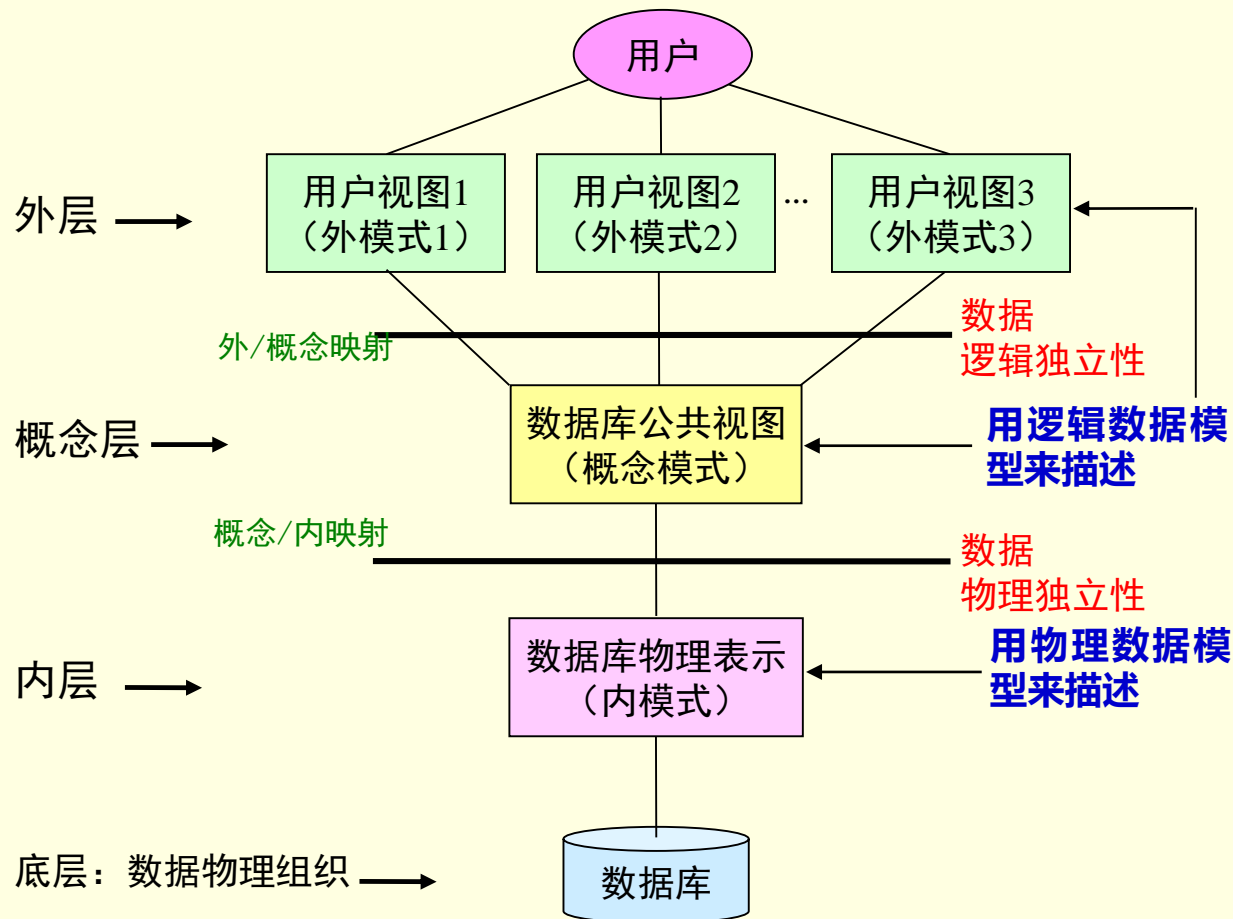 用户
用户视图1
（外模式1）
用户视图2
（外模式2）
...
用户视图3
（外模式3）
外层
外/概念映射
数据
逻辑独立性
概念层
数据库公共视图
（概念模式）
用逻辑数据模
型来描述
概念/内映射
数据
物理独立性
内层
数据库物理表示
（内模式）
用物理数据模
型来描述
底层：数据物理组织
数据库